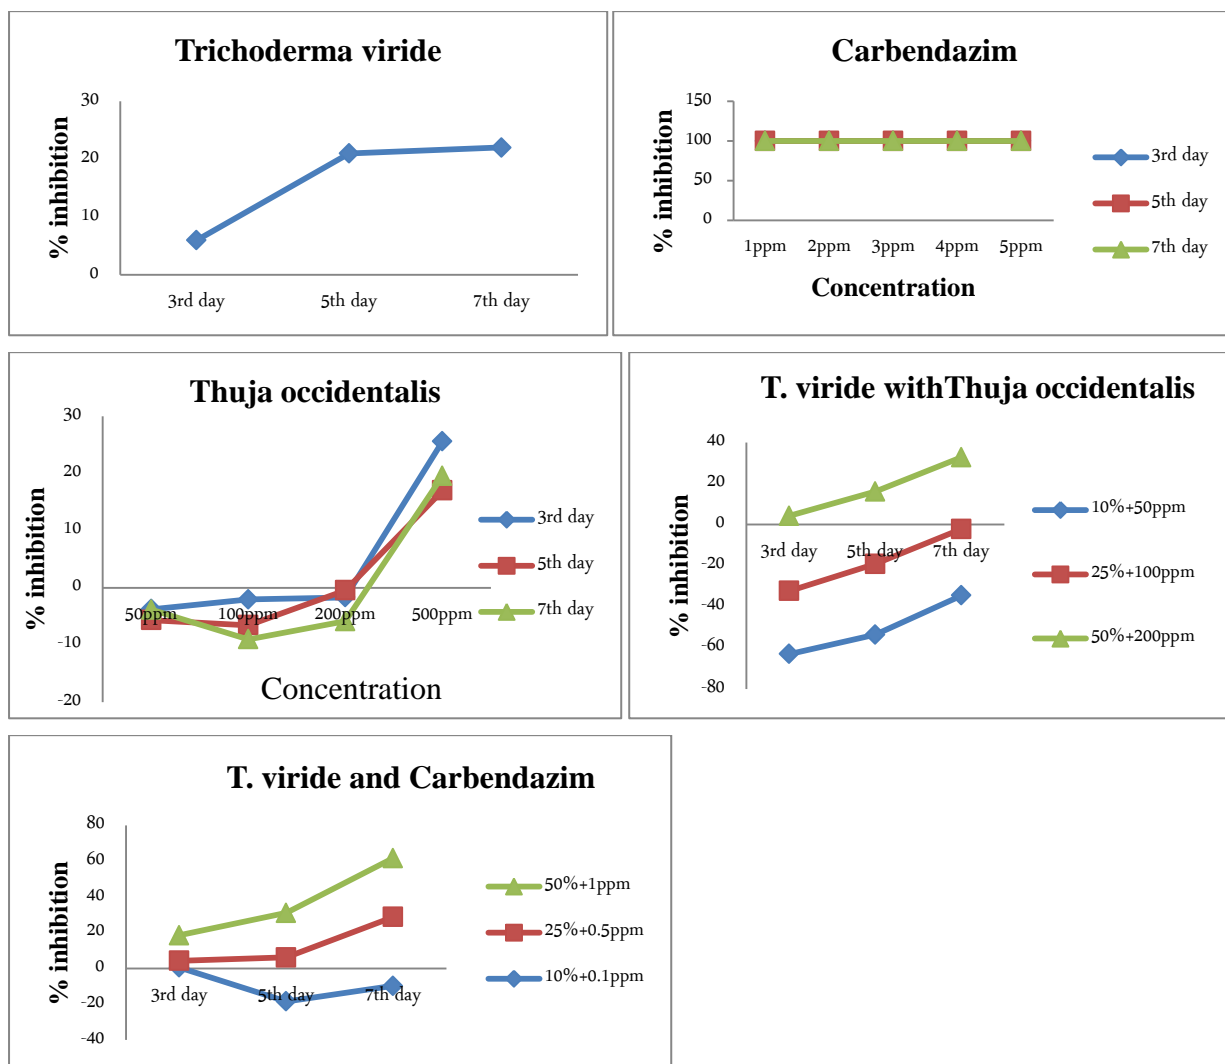 Trichoderma viride
% inhibition
30
20
10
0
3rd day 5th day 7th day
Carbendazim
% inhibition
150
100
50
0
1ppm 2ppm 3ppm 4ppm 5ppm
Concentration
3rd day
5th day
7th day
Thuja occidentalis
% inhibition
30
20
10
0
-10
-20
50ppm 100ppm 200ppm 500ppm
Concentration
3rd day
5th day
7th day
T. viride withThuja occidentalis
% inhibition
40
20
0
-20
-40
-60
-80
3rd day 5th day 7th day
10%+50ppm
25%+100ppm
50%+200ppm
T. viride and Carbendazim
% inhibition
80
60
40
20
0
-20
-40
3rd day 5th day 7th day
50%+1ppm
25%+0.5ppm
10%+0.1ppm